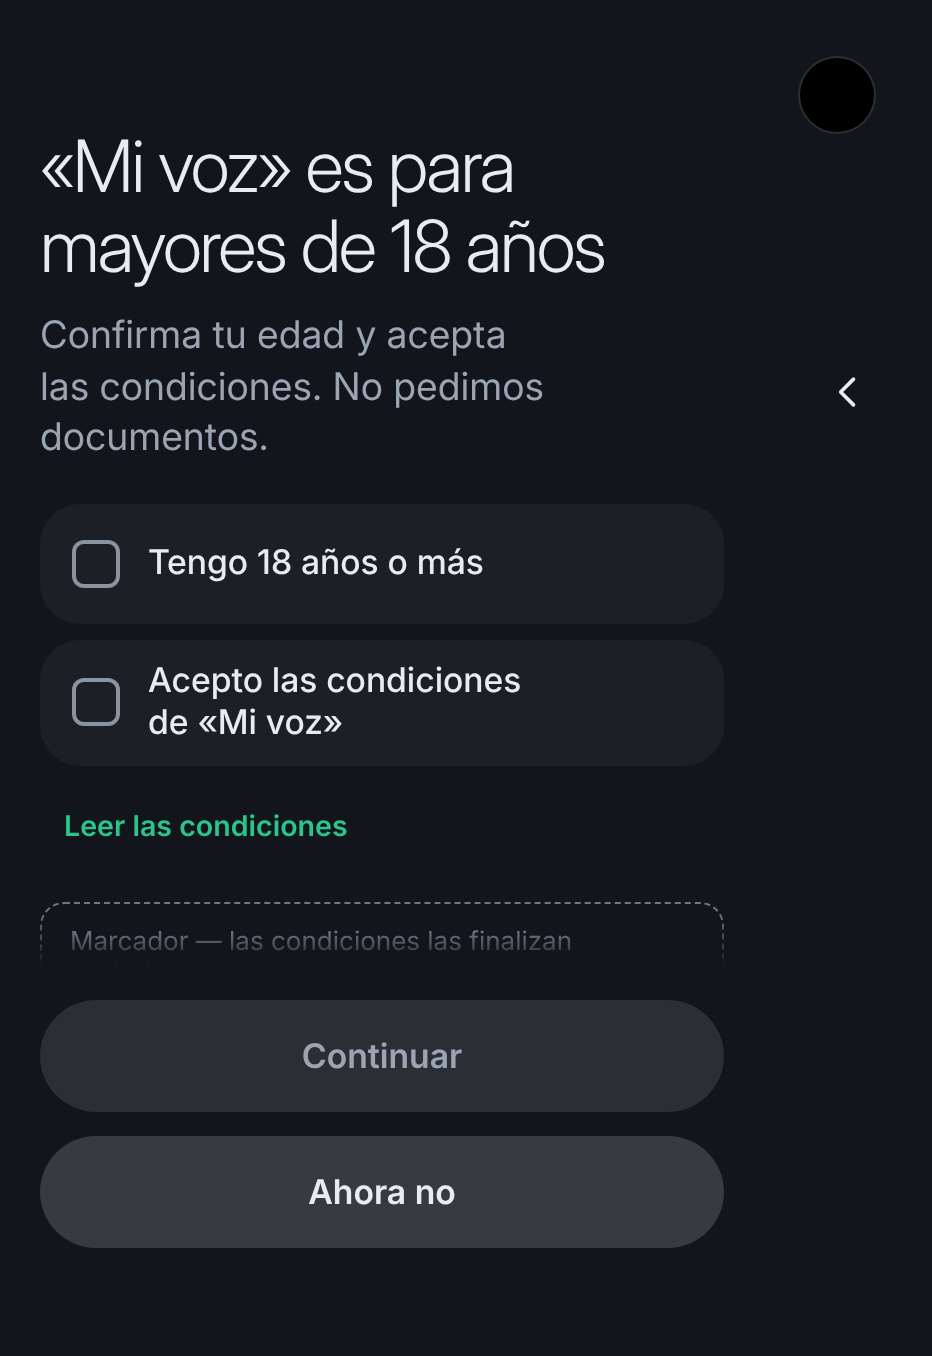 «Mi voz» es para
mayores de 18 años
Confirma tu edad y acepta
las condiciones. No pedimos
documentos.
Tengo 18 años o más
Acepto las condiciones
de «Mi voz»
Leer las condiciones
Marcador — las condiciones las finalizan
Continuar
Ahora no